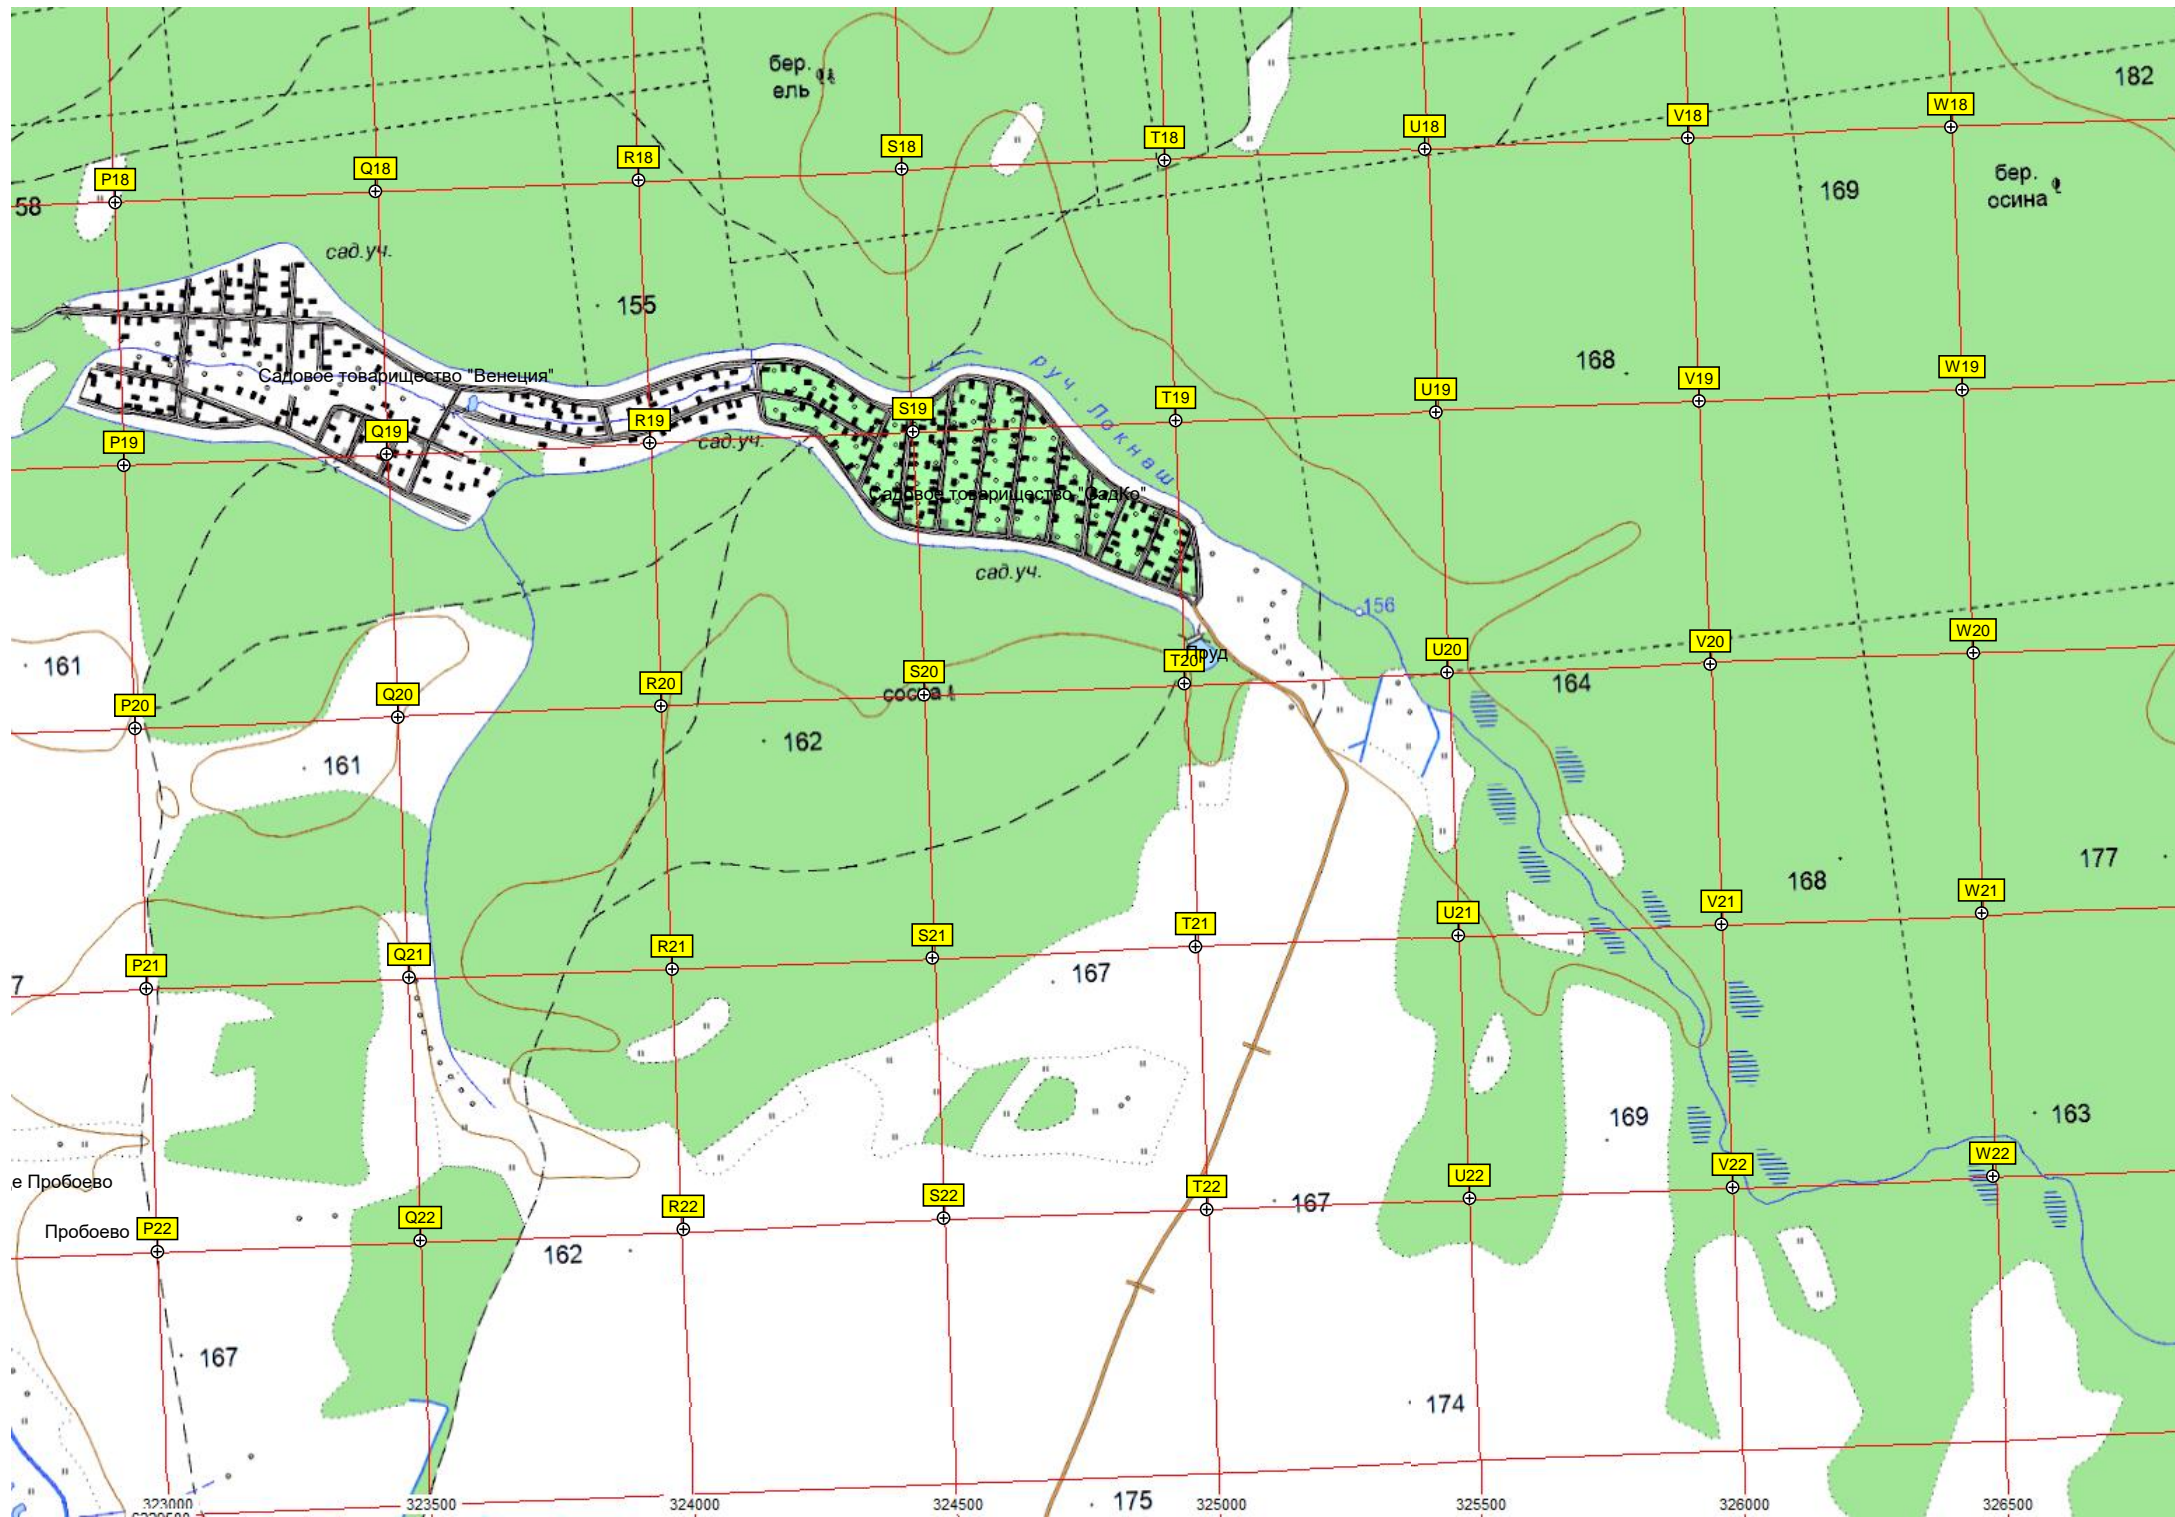 бер.
ель
182
P18
Q18
R18
S18
T18
U18
V18
W18
58
169
бер.
осина
сад.уч.
155
руч. Локнаш
168
Садовое товарищество "Венеция"
P19
Q19
R19
S19
T19
U19
V19
W19
сад.уч.
Садовое товарищество "СадКо"
сад.уч.
156
161
Пруд
P20
Q20
R20
S20
T20
U20
V20
W20
сосна
164
162
161
168
177
P21
Q21
R21
S21
T21
U21
V21
W21
7
167
169
163
е Пробоево
Пробоево
P22
Q22
R22
S22
T22
U22
V22
W22
167
162
167
174
175
323000
323500
324000
324500
325000
325500
326000
326500